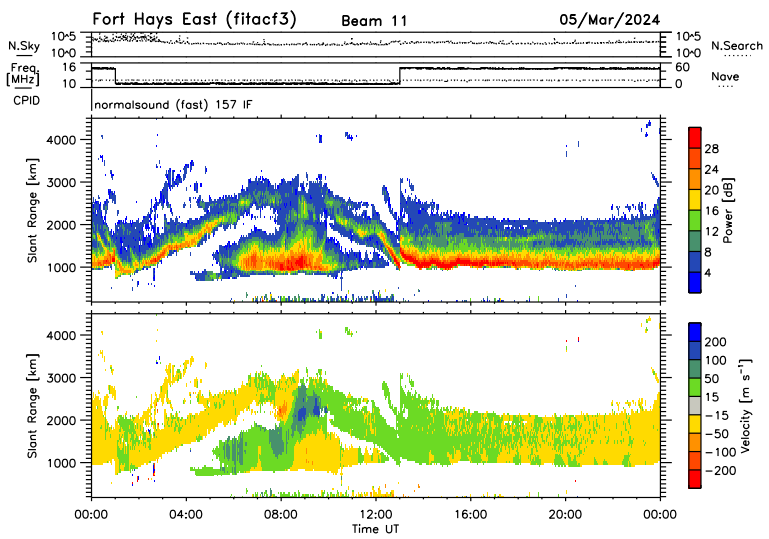 Fort Hays East (fitacf3) Beam 11 05/Mar/2024
N.Sky 10^5 10^0 10^5 10^0 N.Search
Freq. [MHz] 16 10 60 0 Nave
CPID normalsound (fast) 157 IF
Slant Range [km] 4000 3000 2000 1000
Power [dB] 28 24 20 16 12 8 4
Slant Range [km] 4000 3000 2000 1000
Velocity [m s⁻¹] 200 100 50 15 −15 −50 −100 −200
00:00 04:00 08:00 12:00 16:00 20:00 00:00
Time UT